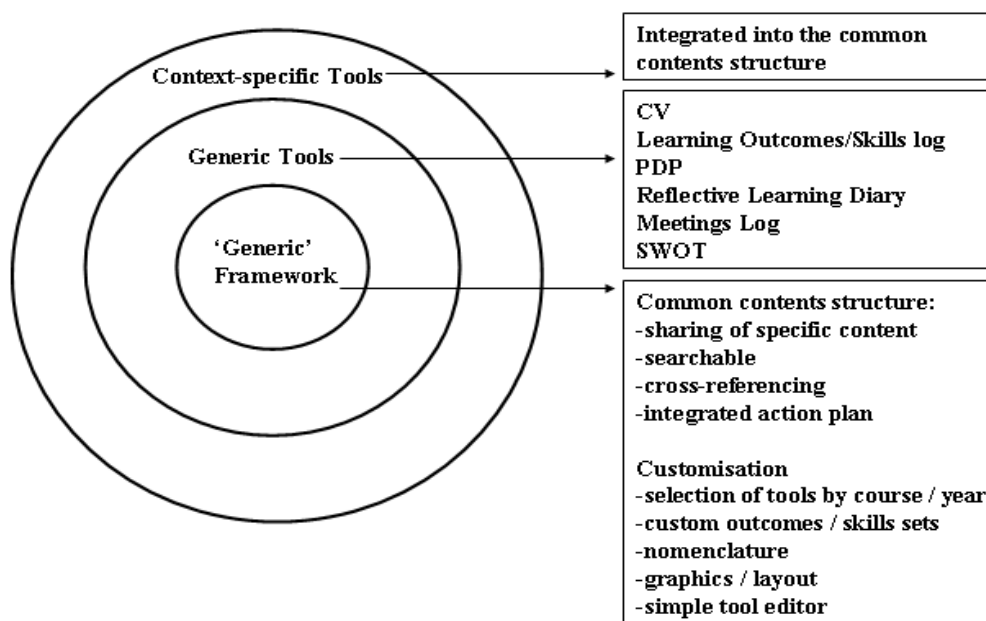 Context-specific Tools
Generic Tools
‘Generic’
Framework
Integrated into the common
contents structure
CV
Learning Outcomes/Skills log
PDP
Reflective Learning Diary
Meetings Log
SWOT
Common contents structure:
-sharing of specific content
-searchable
-cross-referencing
-integrated action plan
Customisation
-selection of tools by course / year
-custom outcomes / skills sets
-nomenclature
-graphics / layout
-simple tool editor